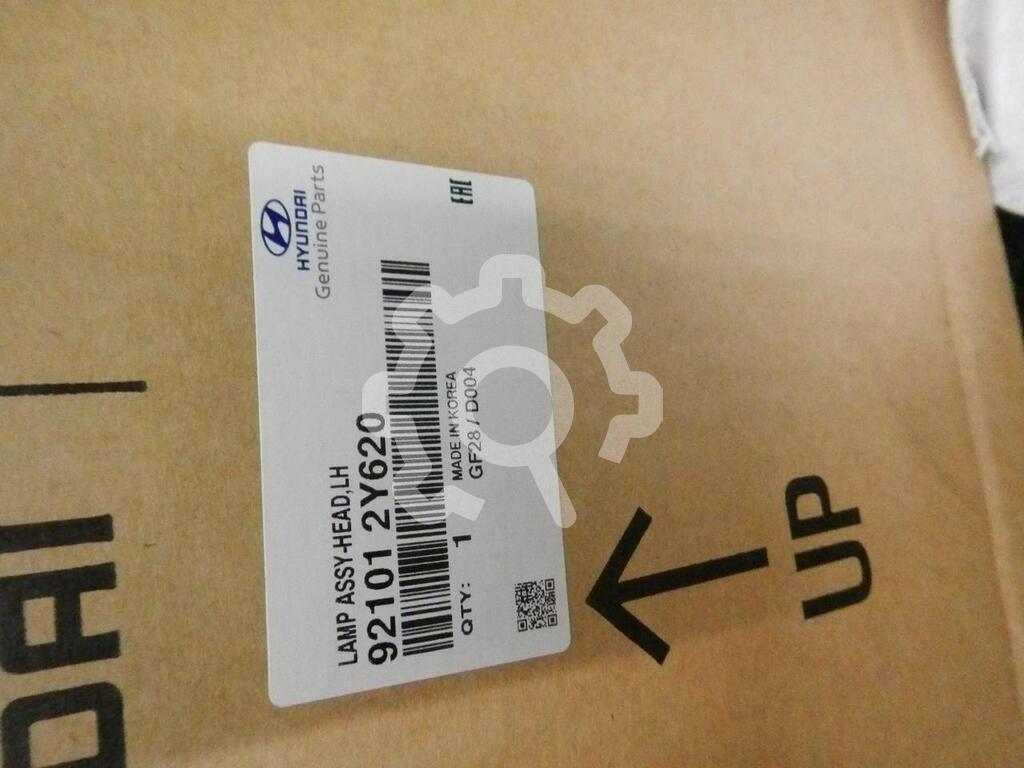 HYUNDAI
Genuine Parts
EAC
LAMP ASSY-HEAD,LH
92101 2Y620
QTY: 1
MADE IN KOREA
GF28 / D004
UP
DAI